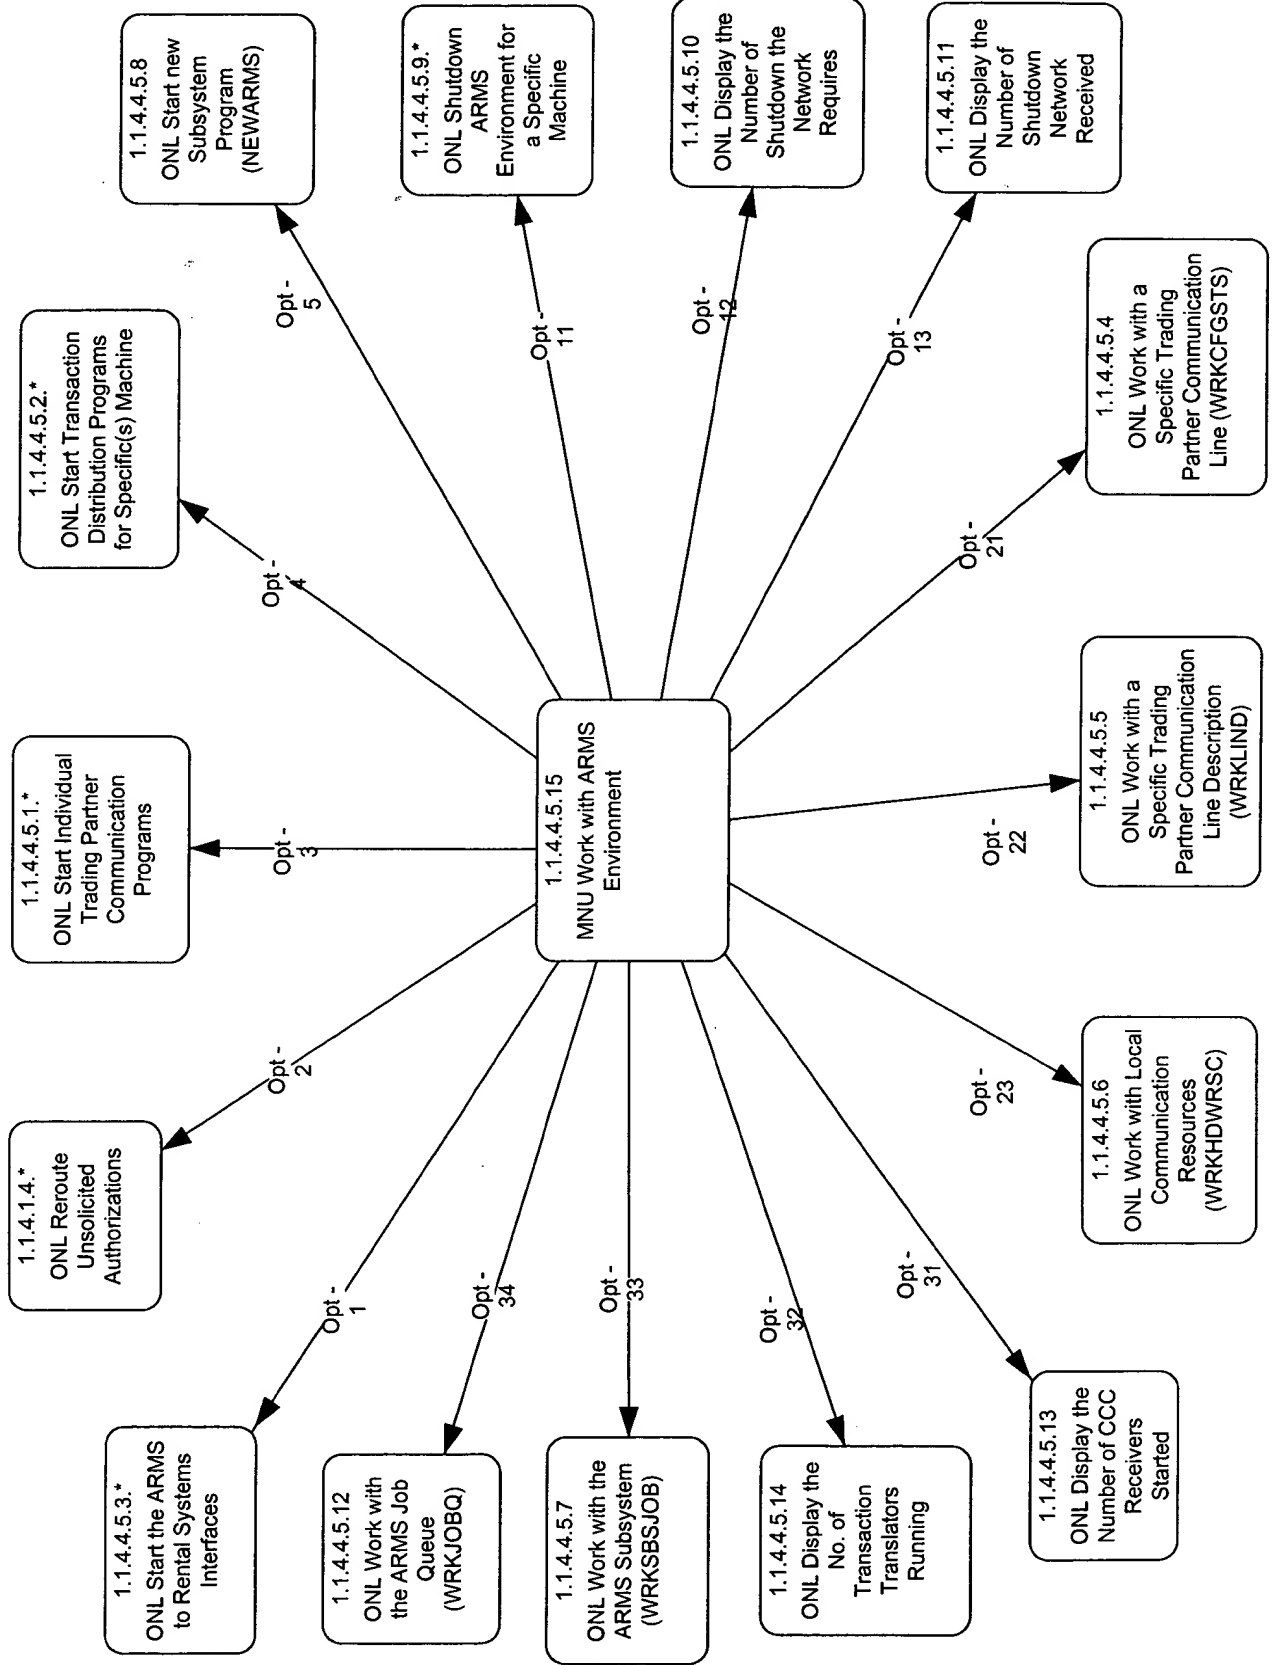 1.1.4.4.5.3.*
ONL Start the ARMS
to Rental Systems
Interfaces
1.1.4.1.4.*
ONL Reroute
Unsolicited
Authorizations
1.1.4.4.5.1.*
ONL Start Individual
Trading Partner
Communication
Programs
1.1.4.4.5.2.*
ONL Start Transaction
Distribution Programs
for Specific(s) Machine
1.1.4.4.5.8
ONL Start new
Subsystem
Program
(NEWARMS)
Opt -
1
Opt -
2
Opt -
3
Opt -
4
Opt -
5
1.1.4.4.5.12
ONL Work with
the ARMS Job
Queue
(WRKJOBQ)
Opt -
34
1.1.4.4.5.9.*
ONL Shutdown
ARMS
Environment for
a Specific
Machine
Opt -
11
1.1.4.4.5.7
ONL Work with the
ARMS Subsystem
(WRKSBSJOB)
Opt -
33
1.1.4.4.5.15
MNU Work with ARMS
Environment
Opt -
12
1.1.4.4.5.10
ONL Display the
Number of
Shutdown the
Network
Requires
1.1.4.4.5.14
ONL Display the
No. of
Transaction
Translators
Running
Opt -
32
Opt -
13
1.1.4.4.5.11
ONL Display the
Number of
Shutdown
Network
Received
Opt -
31
Opt -
23
Opt -
22
Opt -
21
1.1.4.4.5.13
ONL Display the
Number of CCC
Receivers
Started
1.1.4.4.5.6
ONL Work with Local
Communication
Resources
(WRKHDWRSC)
1.1.4.4.5.5
ONL Work with a
Specific Trading
Partner Communication
Line Description
(WRKLIND)
1.1.4.4.5.4
ONL Work with a
Specific Trading
Partner Communication
Line (WRKCFGSTS)